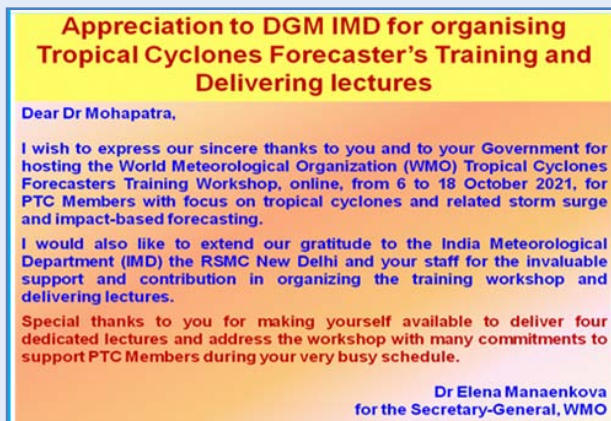 Appreciation to DGM IMD for organising
Tropical Cyclones Forecaster's Training and
Delivering lectures
Dear Dr Mohapatra,
I wish to express our sincere thanks to you and to your Government for
hosting the World Meteorological Organization (WMO) Tropical Cyclones
Forecasters Training Workshop, online, from 6 to 18 October 2021, for
PTC Members with focus on tropical cyclones and related storm surge
and impact-based forecasting.
I would also like to extend our gratitude to the India Meteorological
Department (IMD) the RSMC New Delhi and your staff for the invaluable
support and contribution in organizing the training workshop and
delivering lectures.
Special thanks to you for making yourself available to deliver four
dedicated lectures and address the workshop with many commitments to
support PTC Members during your very busy schedule.
Dr Elena Manaenkova
for the Secretary-General, WMO